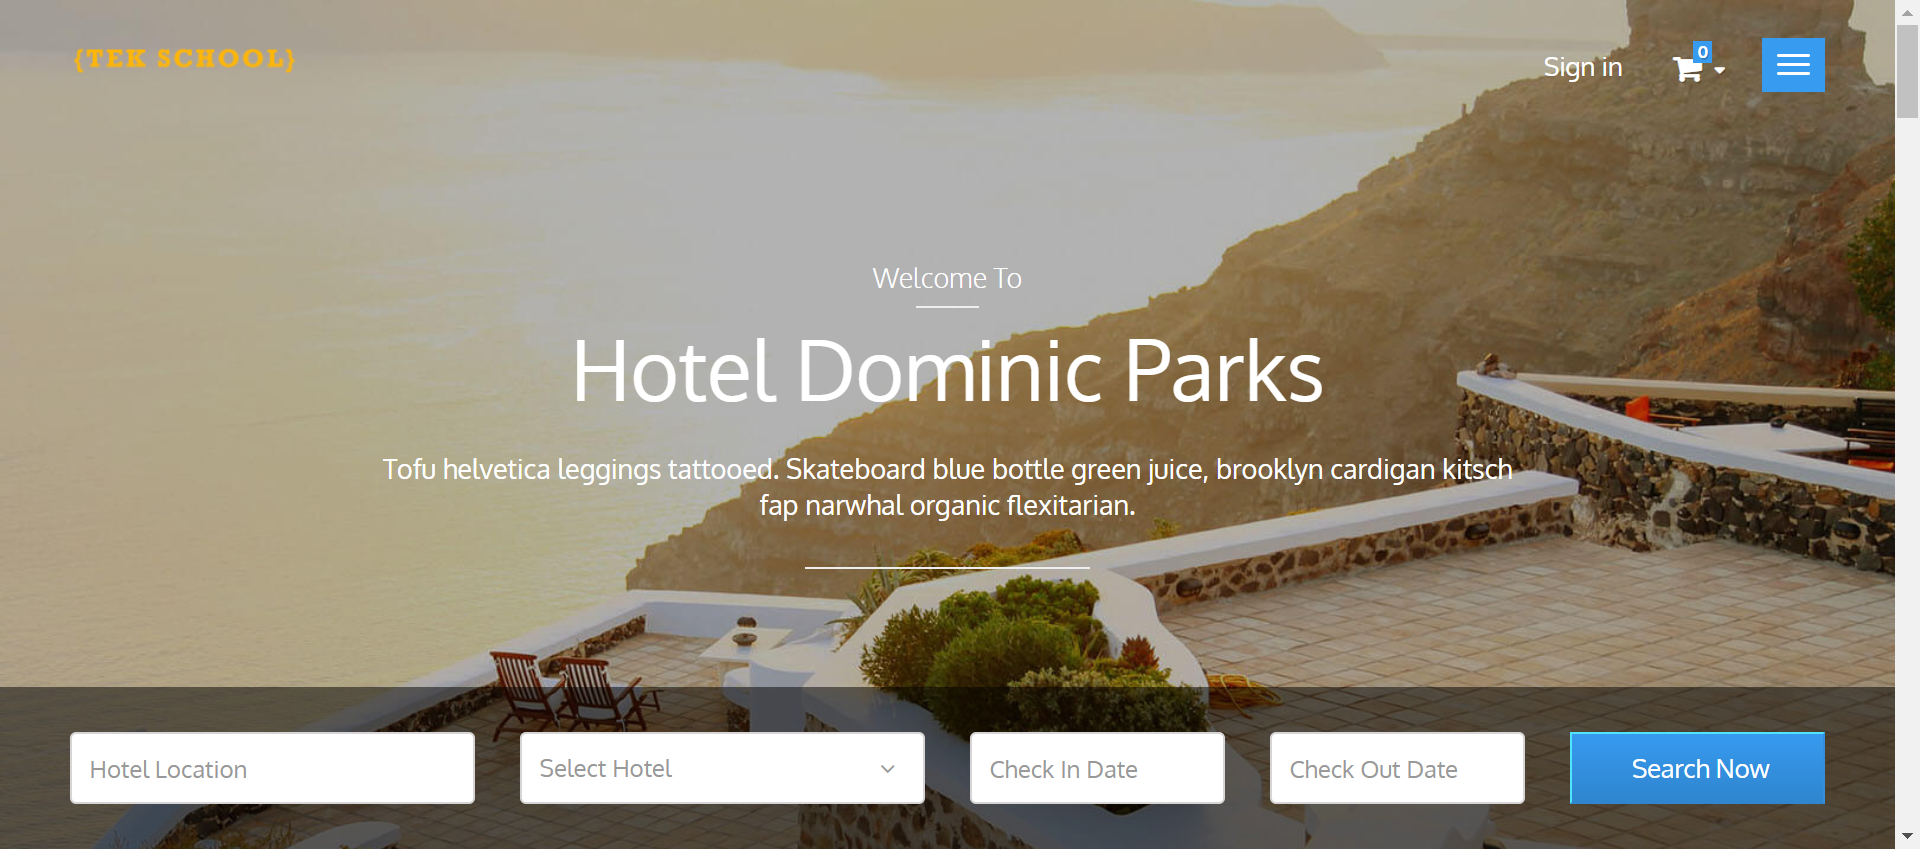 {TEK SCHOOL}
Sign in
0
Welcome To
Hotel Dominic Parks
Tofu helvetica leggings tattooed. Skateboard blue bottle green juice, brooklyn cardigan kitsch
fap narwhal organic flexitarian.
Hotel Location
Select Hotel
Check In Date
Check Out Date
Search Now